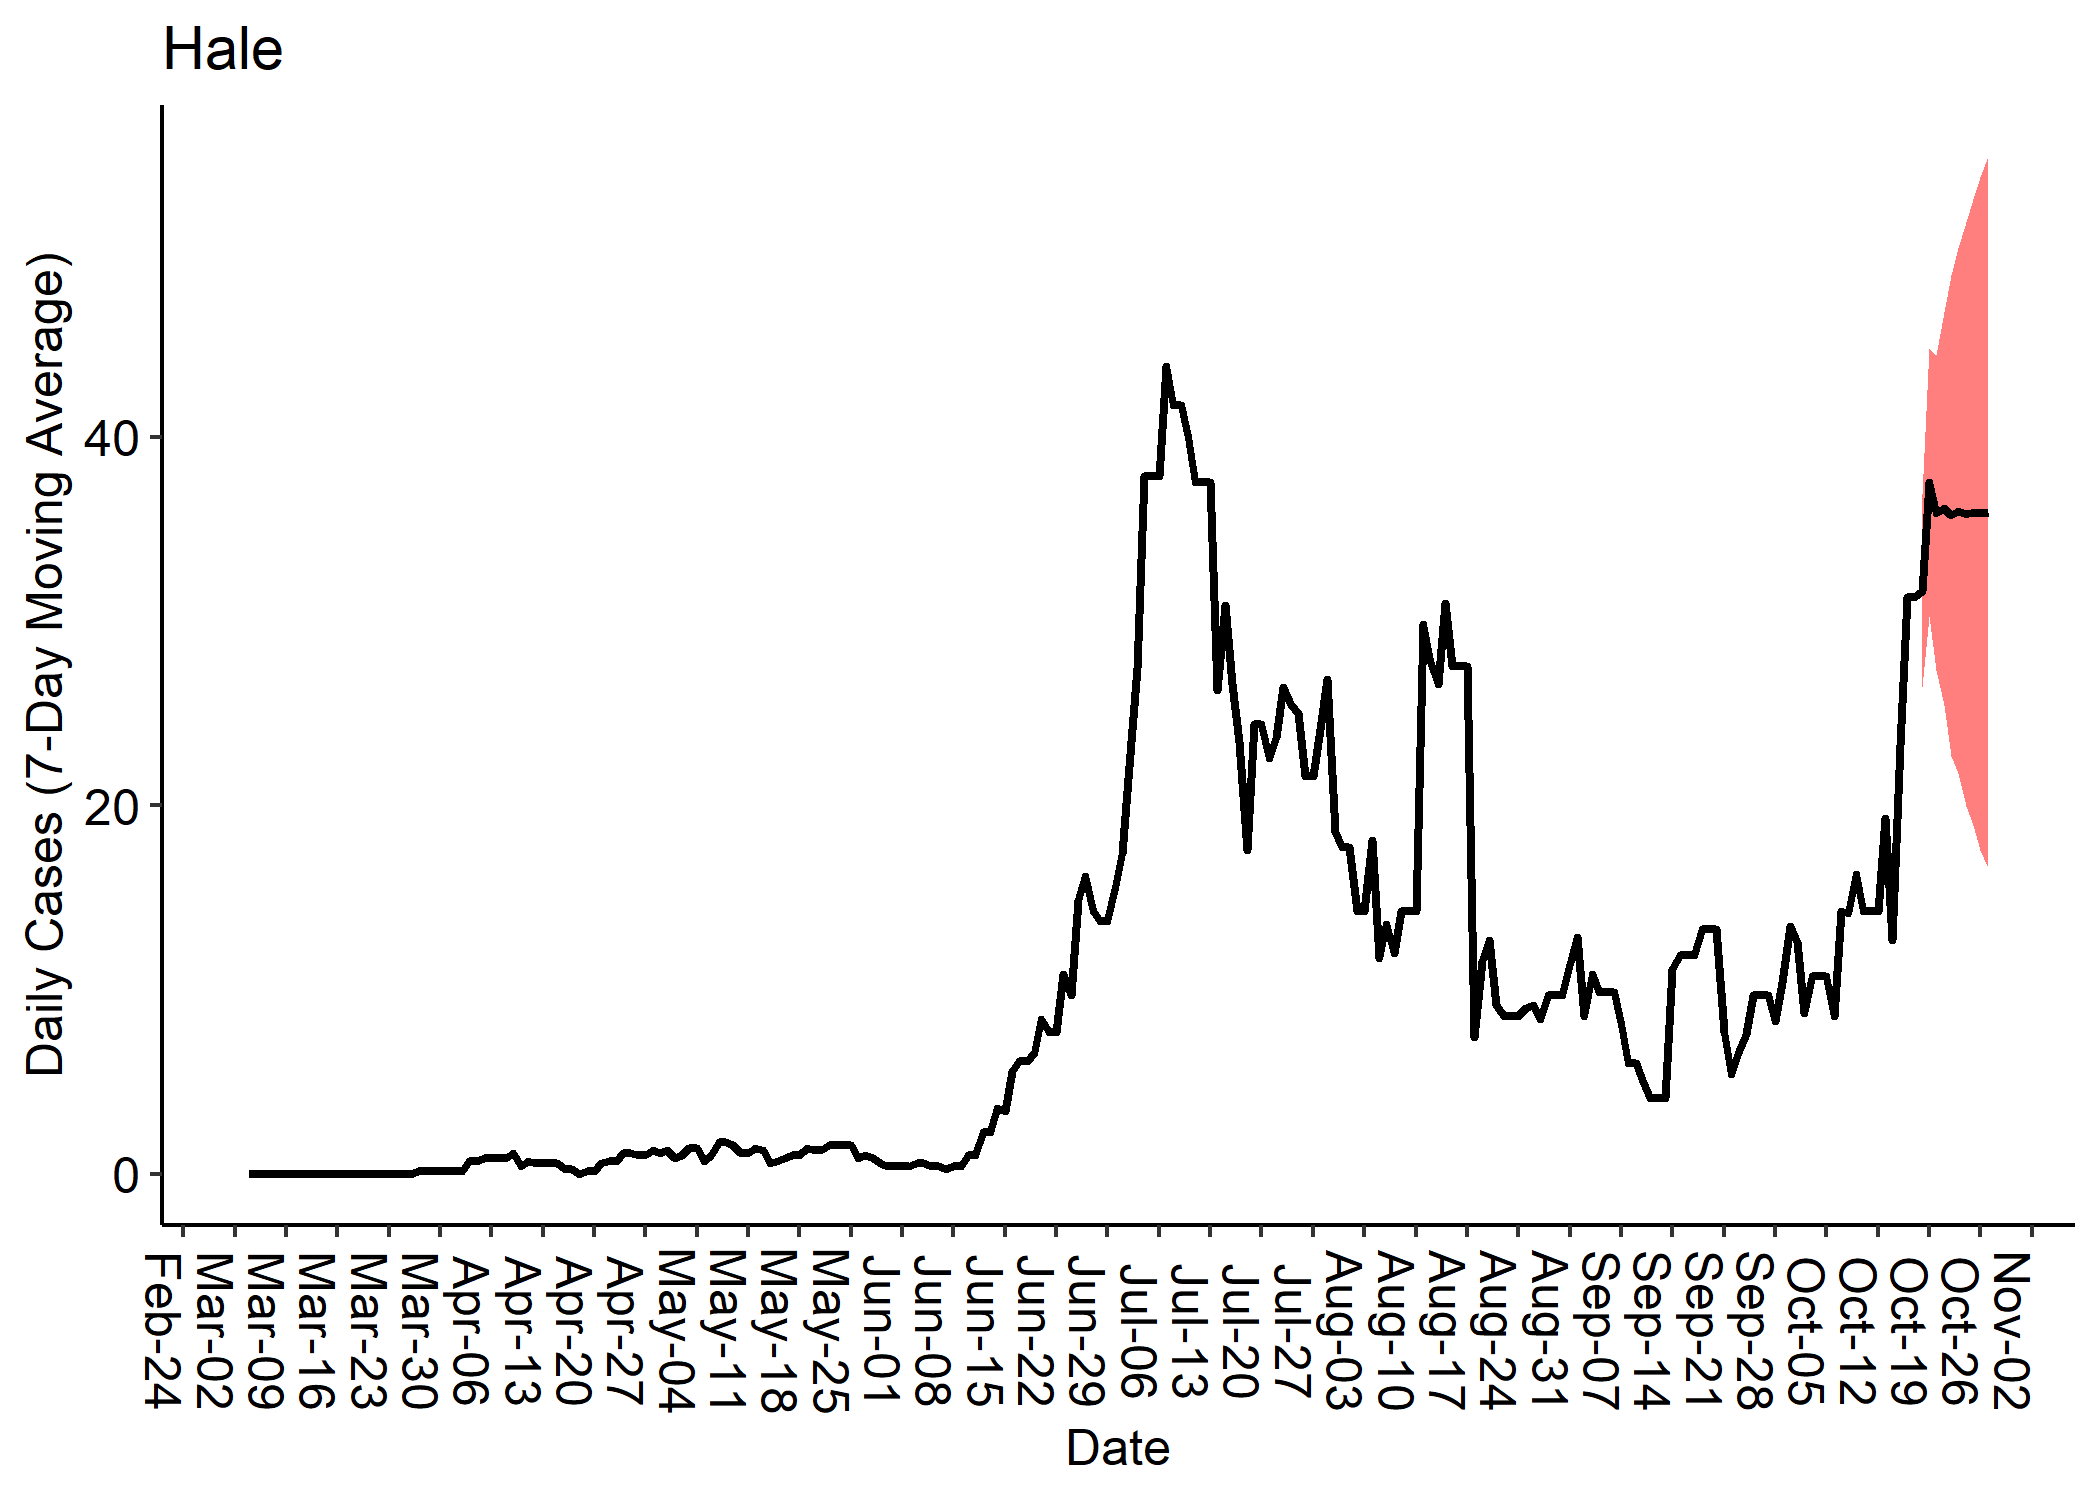 Hale
Daily Cases (7-Day Moving Average)
40
20
0
Feb-24
Mar-02
Mar-09
Mar-16
Mar-23
Mar-30
Apr-06
Apr-13
Apr-20
Apr-27
May-04
May-11
May-18
May-25
Jun-01
Jun-08
Jun-15
Jun-22
Jun-29
Jul-06
Jul-13
Jul-20
Jul-27
Aug-03
Aug-10
Aug-17
Aug-24
Aug-31
Sep-07
Sep-14
Sep-21
Sep-28
Oct-05
Oct-12
Oct-19
Oct-26
Nov-02
Date